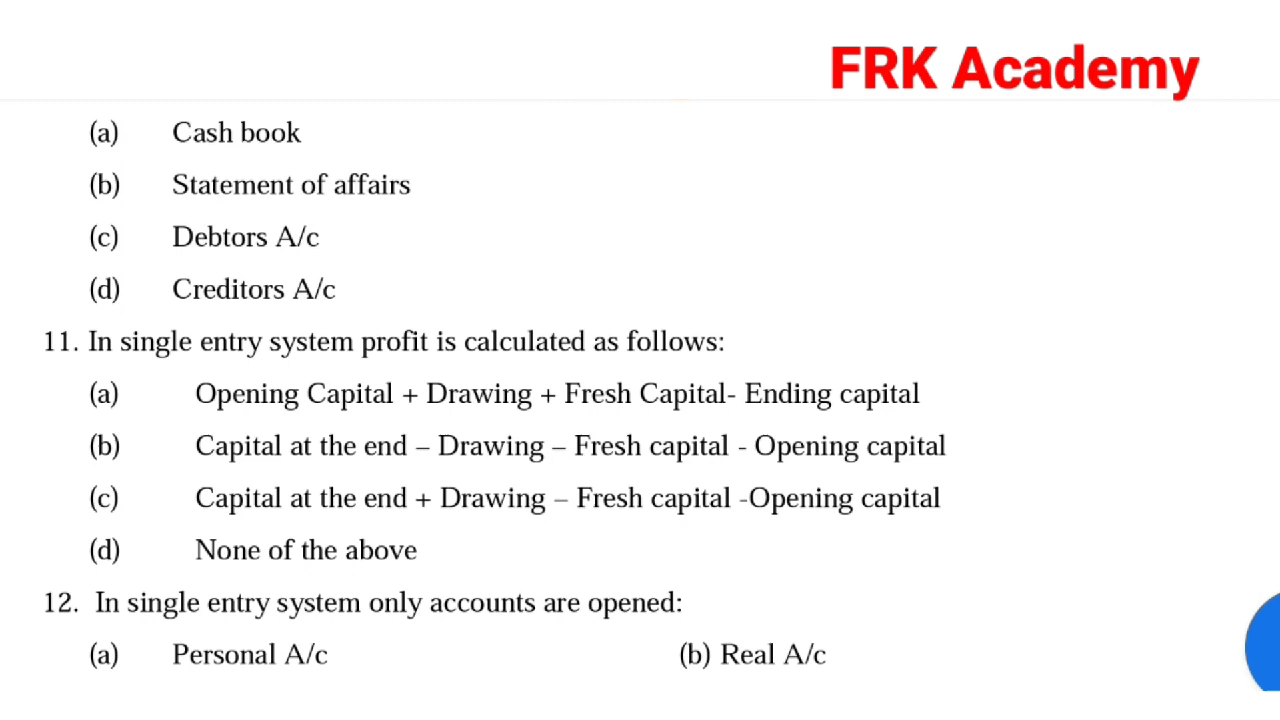 FRK Academy
(a) Cash book
(b) Statement of affairs
(c) Debtors A/c
(d) Creditors A/c
11. In single entry system profit is calculated as follows:
(a) Opening Capital + Drawing + Fresh Capital- Ending capital
(b) Capital at the end – Drawing – Fresh capital - Opening capital
(c) Capital at the end + Drawing – Fresh capital -Opening capital
(d) None of the above
12. In single entry system only accounts are opened:
(a) Personal A/c (b) Real A/c